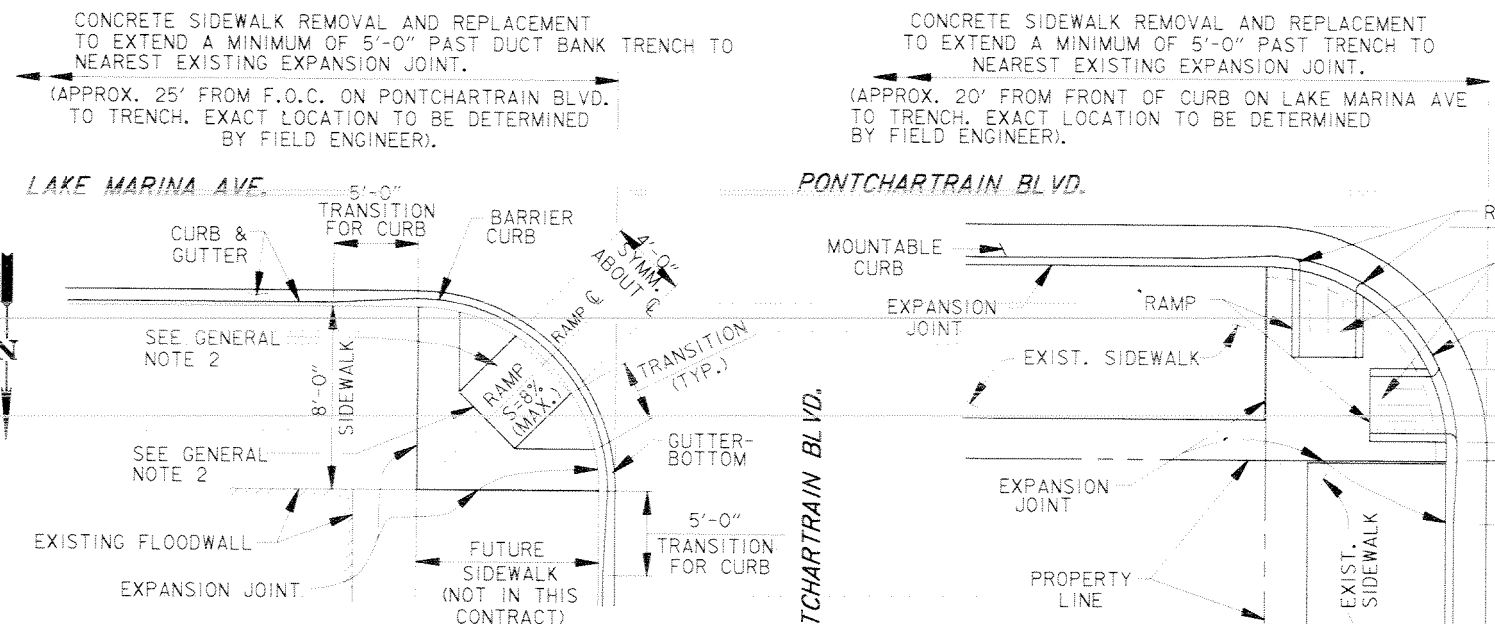 CONCRETE SIDEWALK REMOVAL AND REPLACEMENT
TO EXTEND A MINIMUM OF 5'-0" PAST DUCT BANK TRENCH TO
NEAREST EXISTING EXPANSION JOINT.
(APPROX. 25' FROM F.O.C. ON PONTCHARTRAIN BLVD.
TO TRENCH. EXACT LOCATION TO BE DETERMINED
BY FIELD ENGINEER).
LAKE MARINA AVE.
5'-0"
TRANSITION
FOR CURB
CURB &
GUTTER
BARRIER
CURB
4'-0"
SYMM.
ABOUT ℄
RAMP ℄
SEE GENERAL
NOTE 2
8'-0"
SIDEWALK
RAMP
S=8%
(MAX.)
TRANSITION
(TYP.)
SEE GENERAL
NOTE 2
GUTTER-
BOTTOM
EXISTING FLOODWALL
EXPANSION JOINT
FUTURE
SIDEWALK
(NOT IN THIS
CONTRACT)
5'-0"
TRANSITION
FOR CURB
N
CONCRETE SIDEWALK REMOVAL AND REPLACEMENT
TO EXTEND A MINIMUM OF 5'-0" PAST TRENCH TO
NEAREST EXISTING EXPANSION JOINT.
(APPROX. 20' FROM FRONT OF CURB ON LAKE MARINA AVE
TO TRENCH. EXACT LOCATION TO BE DETERMINED
BY FIELD ENGINEER).
PONTCHARTRAIN BLVD.
R
MOUNTABLE
CURB
EXPANSION
JOINT
RAMP
EXIST. SIDEWALK
TCHARTRAIN BLVD.
EXPANSION
JOINT
PROPERTY
LINE
EXIST.
SIDEWALK